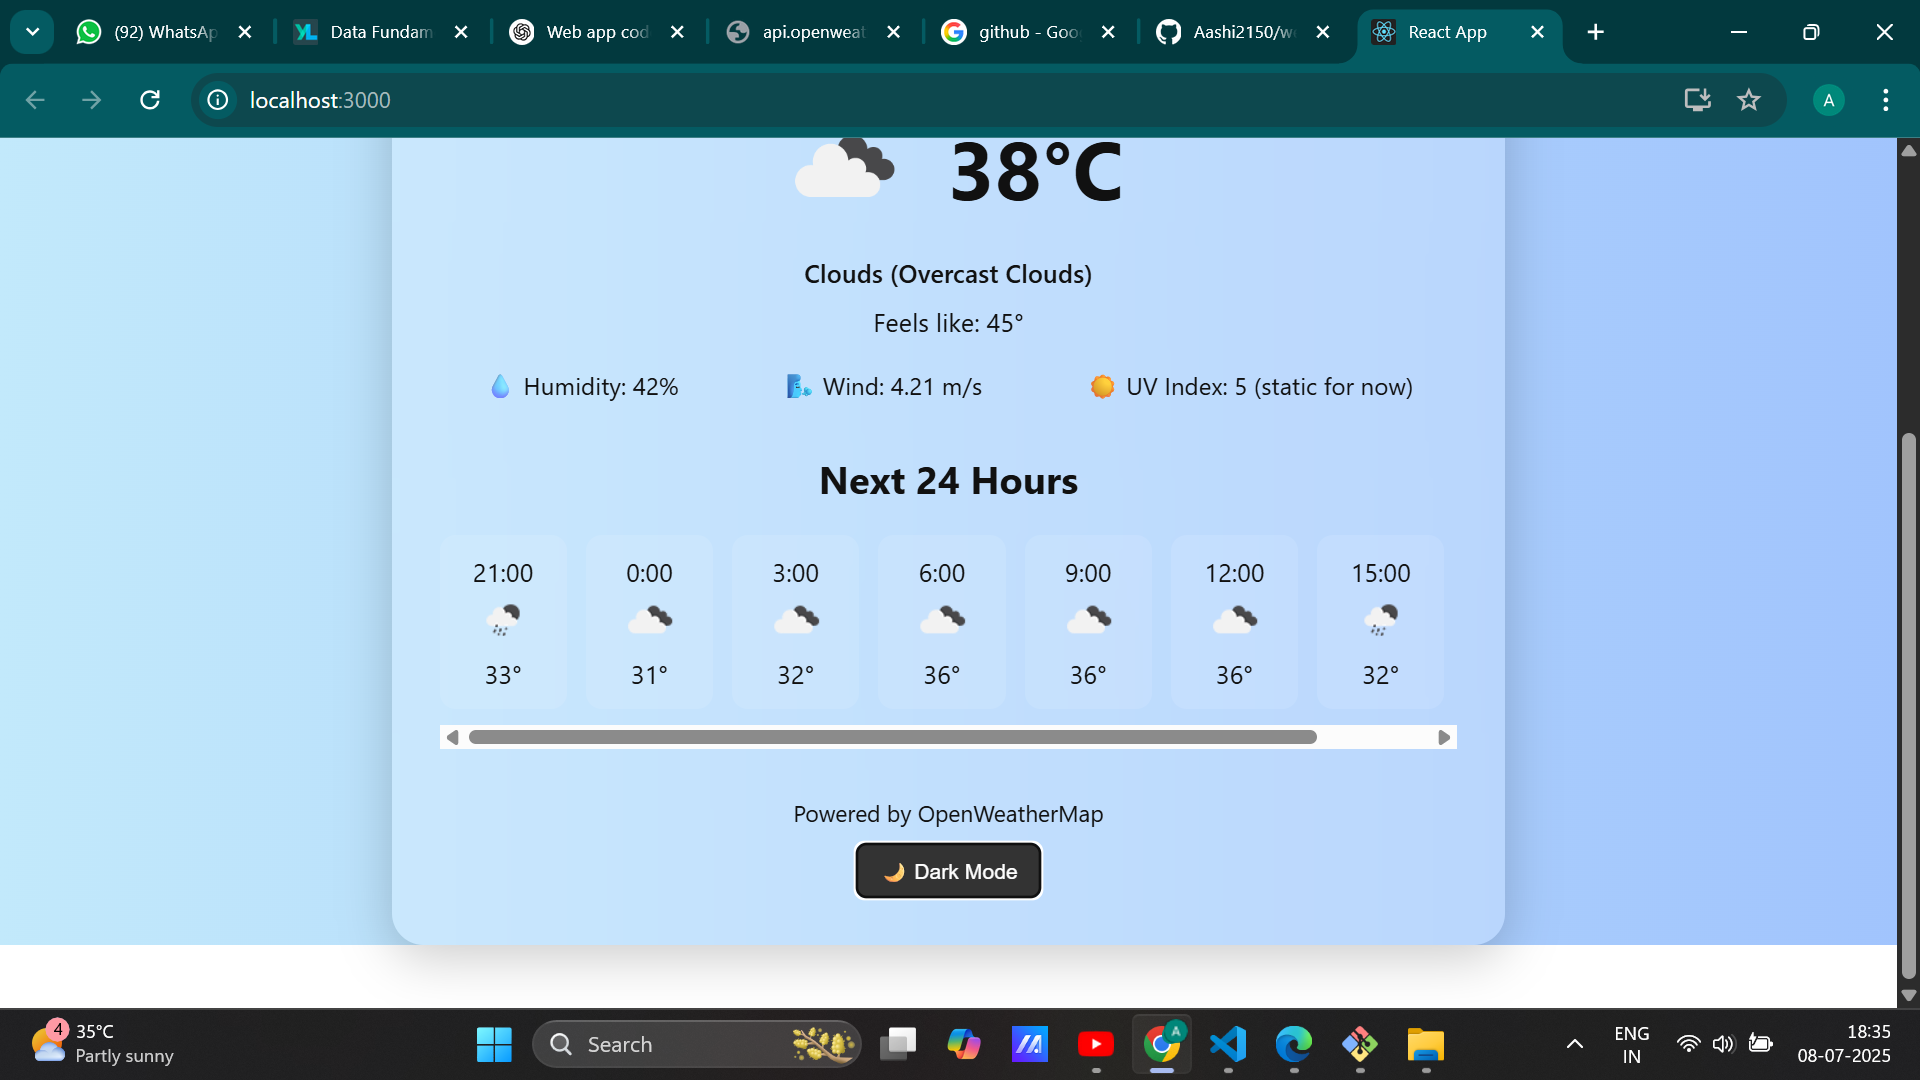 (92) WhatsAp
Data Fundam
Web app cod
api.openweat
github - Goo
Aashi2150/we
React App
localhost:3000
A
38°C
Clouds (Overcast Clouds)
Feels like: 45°
Humidity: 42%
Wind: 4.21 m/s
UV Index: 5 (static for now)
Next 24 Hours
21:00 0:00 3:00 6:00 9:00 12:00 15:00
33° 31° 32° 36° 36° 36° 32°
Powered by OpenWeatherMap
Dark Mode
4
35°C
Partly sunny
Search
A
ENG
IN
18:35
08-07-2025